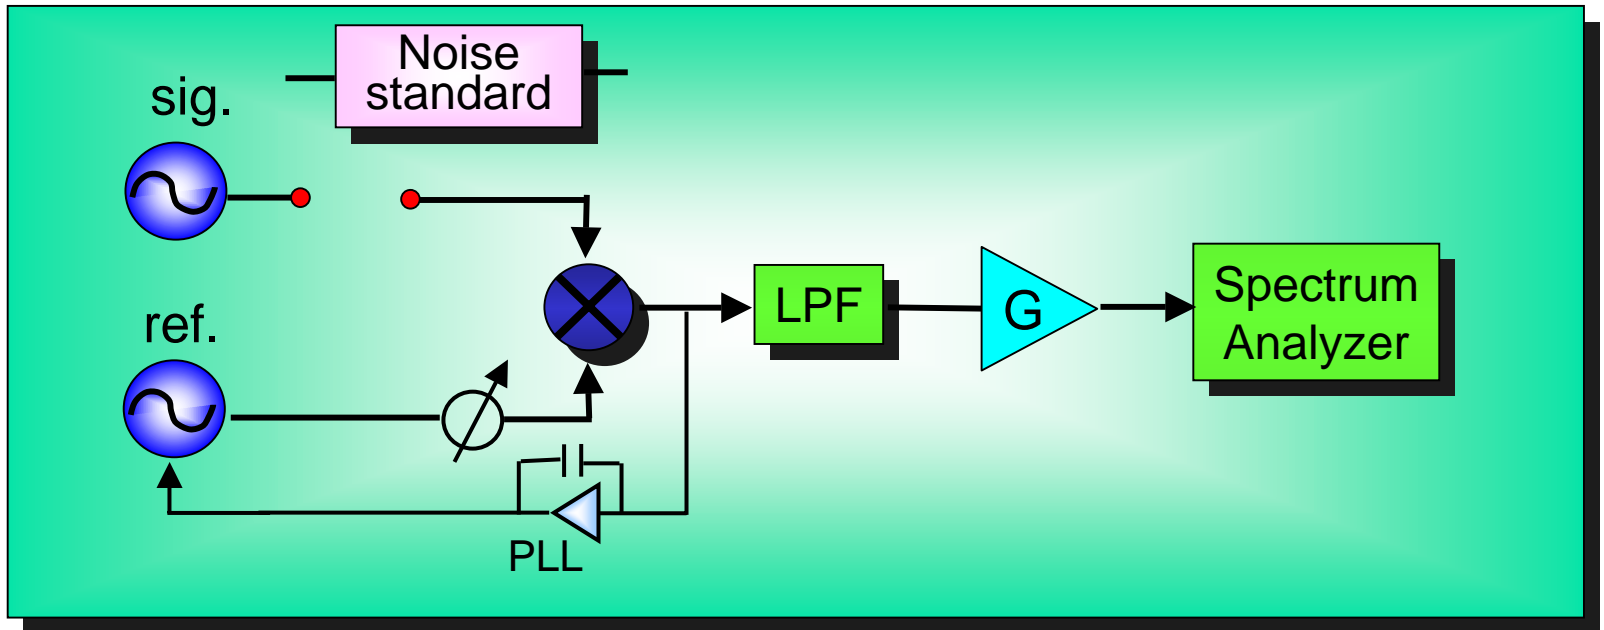 Noise
standard
sig.
ref.
LPF
G
Spectrum
Analyzer
PLL